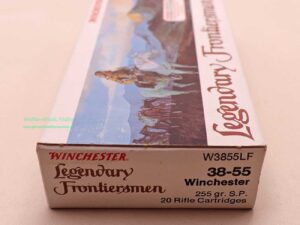 Legendary Frontiersmen
WINCHESTER
Legendary
Frontiersmen
W3855LF
38-55
Winchester
255 gr. S.P.
20 Rifle Cartridges